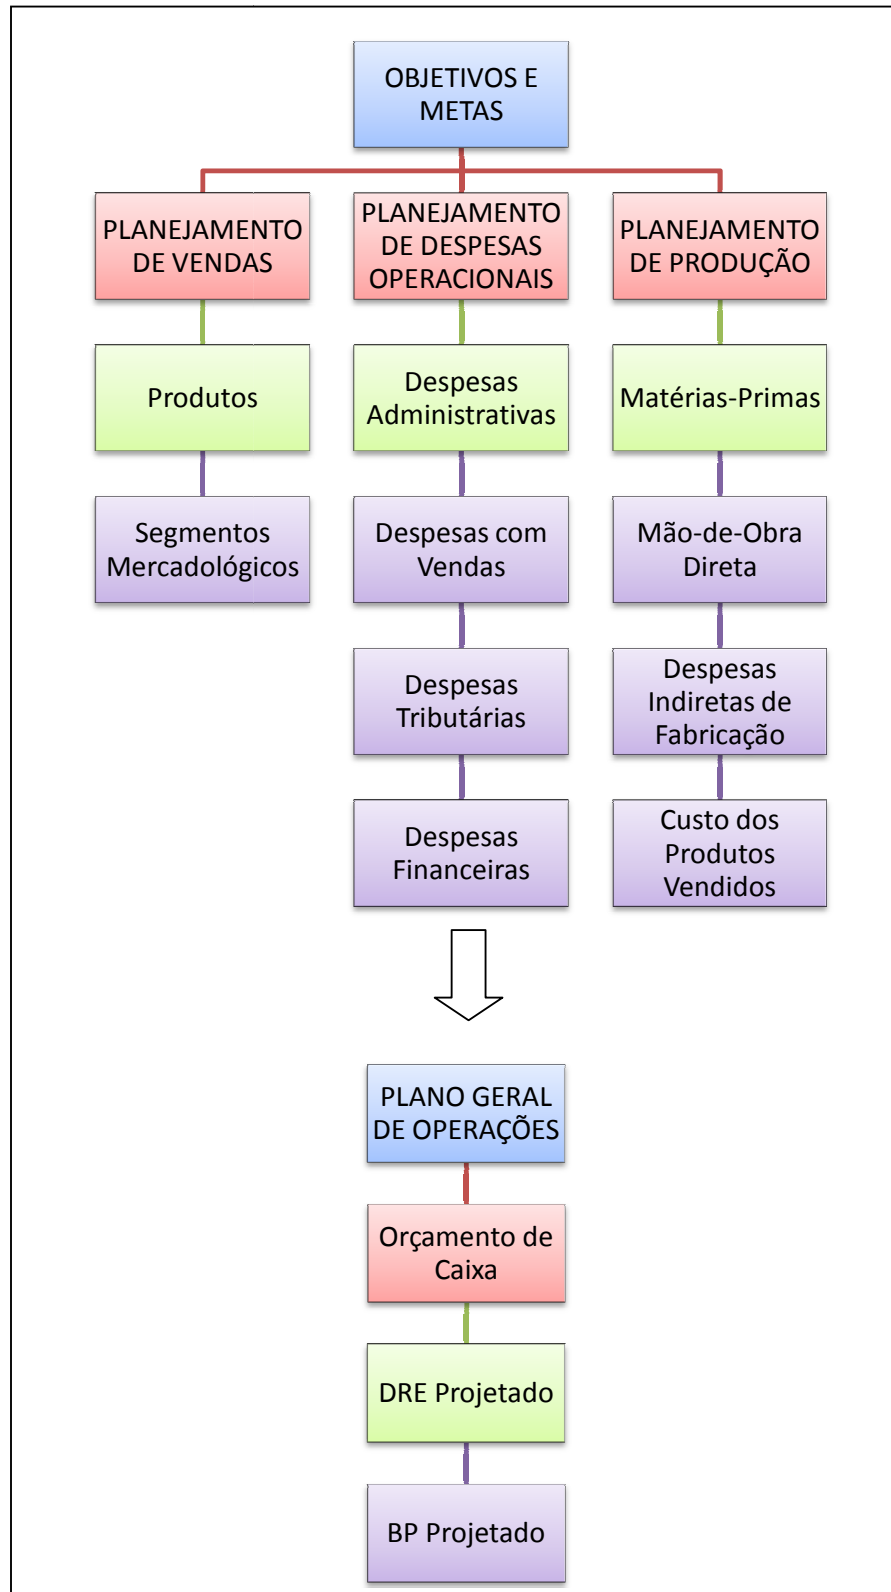 OBJETIVOS E
METAS
PLANEJAMENTO
DE VENDAS
PLANEJAMENTO
DE DESPESAS
OPERACIONAIS
PLANEJAMENTO
DE PRODUÇÃO
Produtos
Despesas
Administrativas
Matérias-Primas
Segmentos
Mercadológicos
Despesas com
Vendas
Mão-de-Obra
Direta
Despesas
Tributárias
Despesas
Indiretas de
Fabricação
Despesas
Financeiras
Custo dos
Produtos
Vendidos
PLANO GERAL
DE OPERAÇÕES
Orçamento de
Caixa
DRE Projetado
BP Projetado